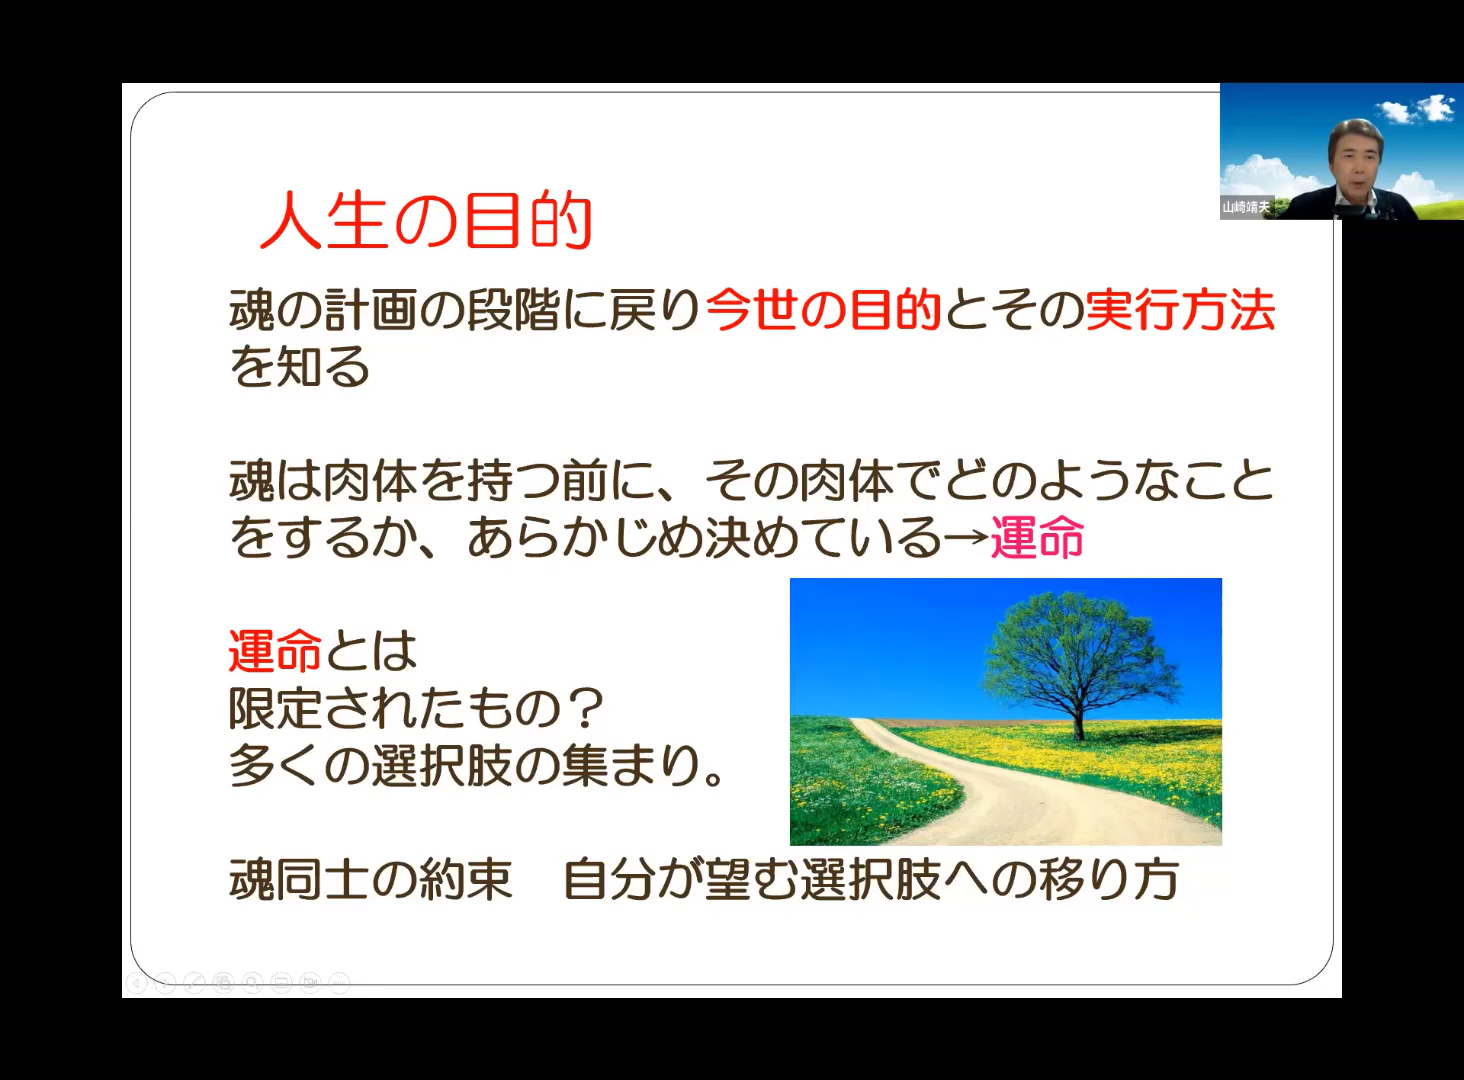 人生の目的
山崎靖夫
魂の計画の段階に戻り今世の目的とその実行方法
を知る
魂は肉体を持つ前に、その肉体でどのようなこと
をするか、あらかじめ決めている→運命
運命とは
限定されたもの？
多くの選択肢の集まり。
魂同士の約束　自分が望む選択肢への移り方